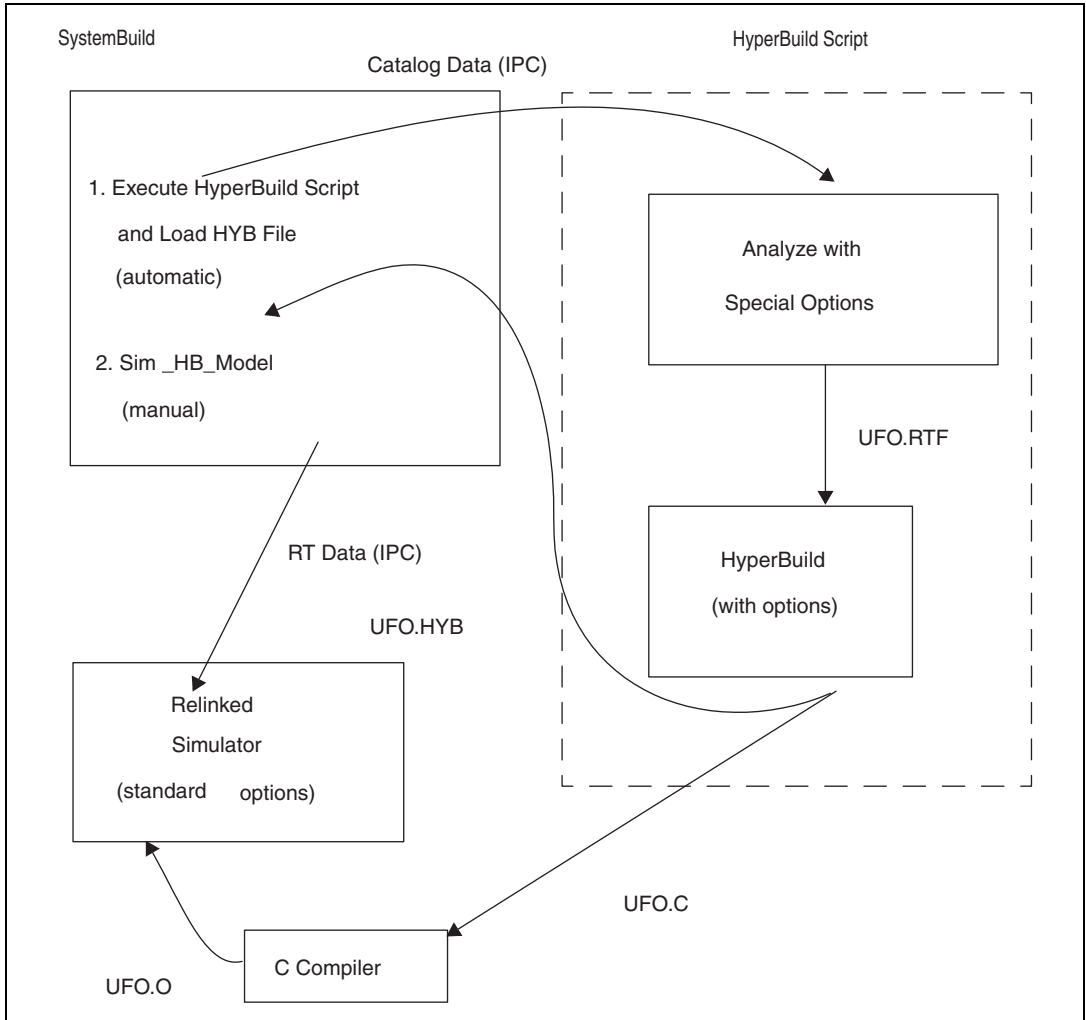 SystemBuild
HyperBuild Script
Catalog Data (IPC)
1. Execute HyperBuild Script
and Load HYB File
(automatic)
2. Sim _HB_Model
(manual)
Analyze with
Special Options
UFO.RTF
HyperBuild
(with options)
RT Data (IPC)
UFO.HYB
Relinked
Simulator
(standard options)
UFO.C
C Compiler
UFO.O